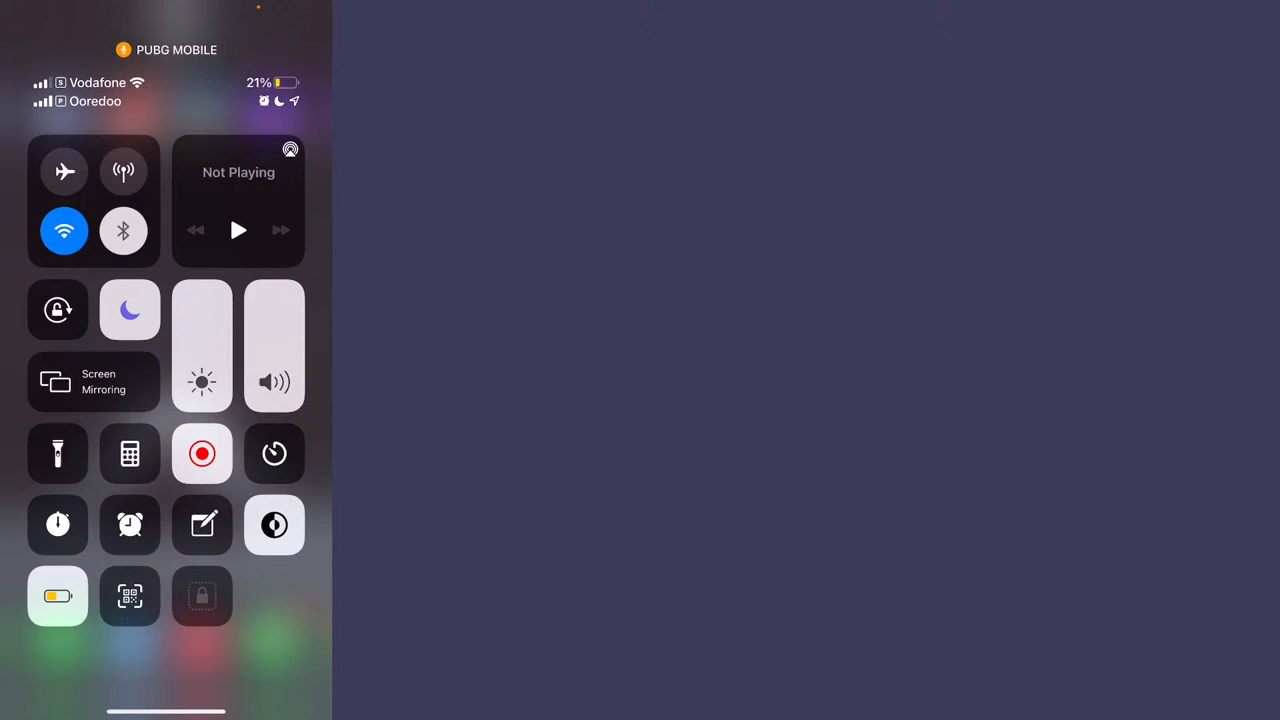 PUBG MOBILE
S Vodafone
21%
P Ooredoo
Not Playing
Screen
Mirroring